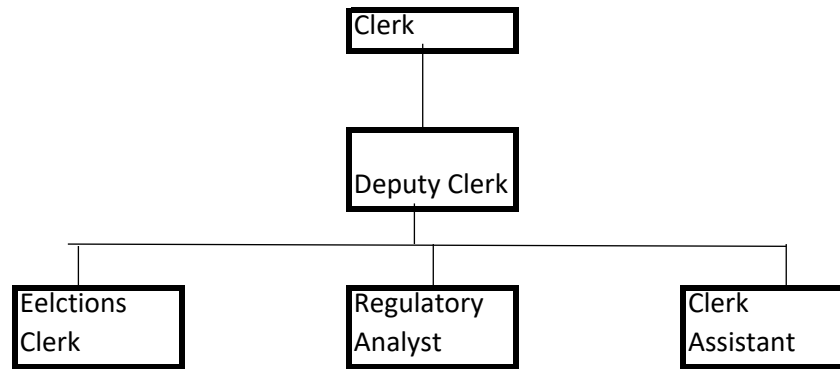 Clerk
Deputy Clerk
Eelctions
Clerk
Regulatory
Analyst
Clerk
Assistant